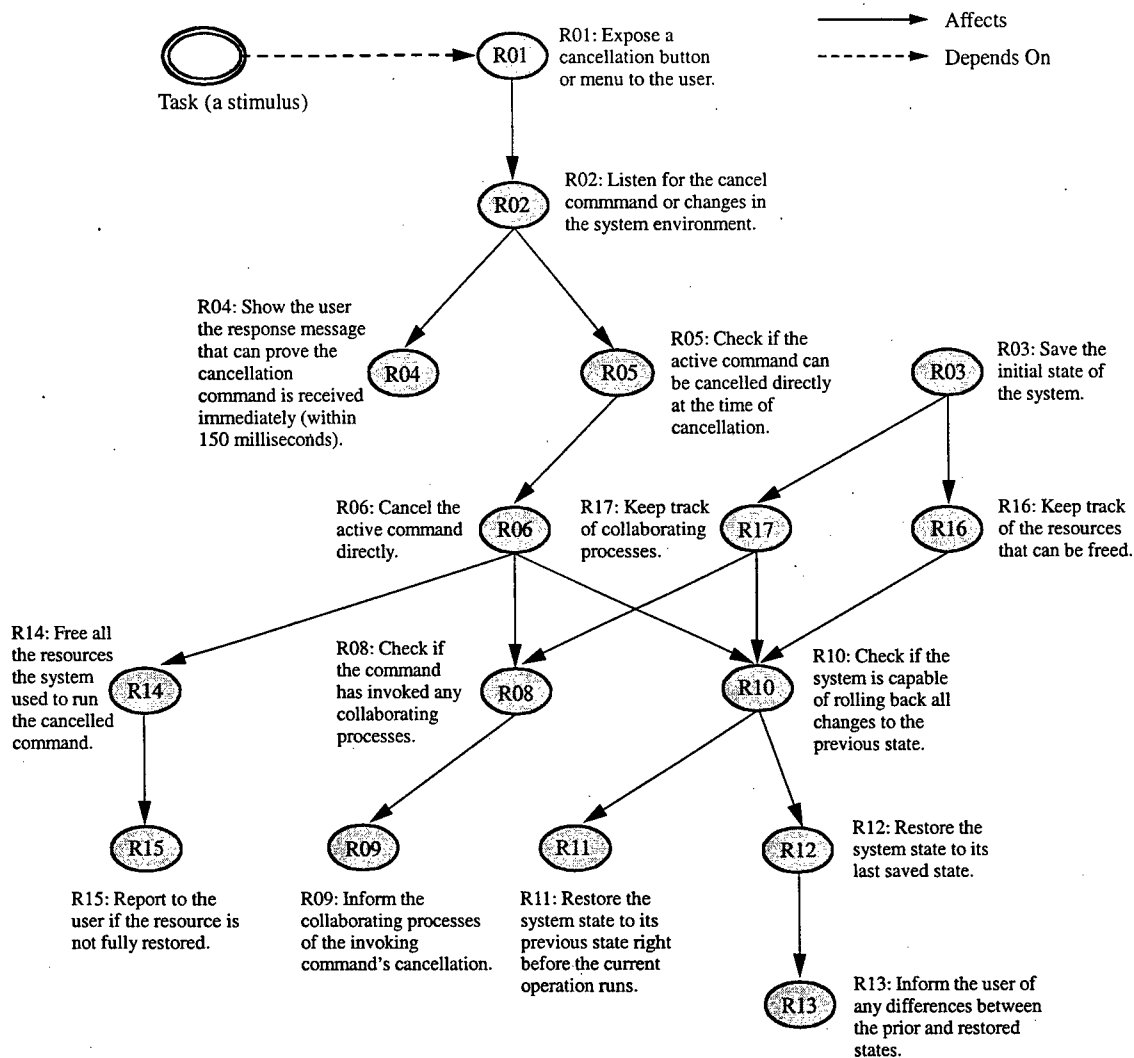 Affects
Depends On
Task (a stimulus)
R01
R01: Expose a
cancellation button
or menu to the user.
R02
R02: Listen for the cancel
commmand or changes in
the system environment.
R04: Show the user
the response message
that can prove the
cancellation
command is received
immediately (within
150 milliseconds).
R04
R05
R05: Check if the
active command can
be cancelled directly
at the time of
cancellation.
R03
R03: Save the
initial state of
the system.
R06: Cancel the
active command
directly.
R06
R17: Keep track
of collaborating
processes.
R17
R16
R16: Keep track
of the resources
that can be freed.
R14: Free all
the resources
the system
used to run
the cancelled
command.
R14
R08: Check if
the command
has invoked any
collaborating
processes.
R08
R10
R10: Check if the
system is capable
of rolling back all
changes to the
previous state.
R15
R15: Report to the
user if the resource is
not fully restored.
R09
R09: Inform the
collaborating processes
of the invoking
command's cancellation.
R11
R11: Restore the
system state to its
previous state right
before the current
operation runs.
R12
R12: Restore the
system state to its
last saved state.
R13
R13: Inform the user of
any differences between
the prior and restored
states.